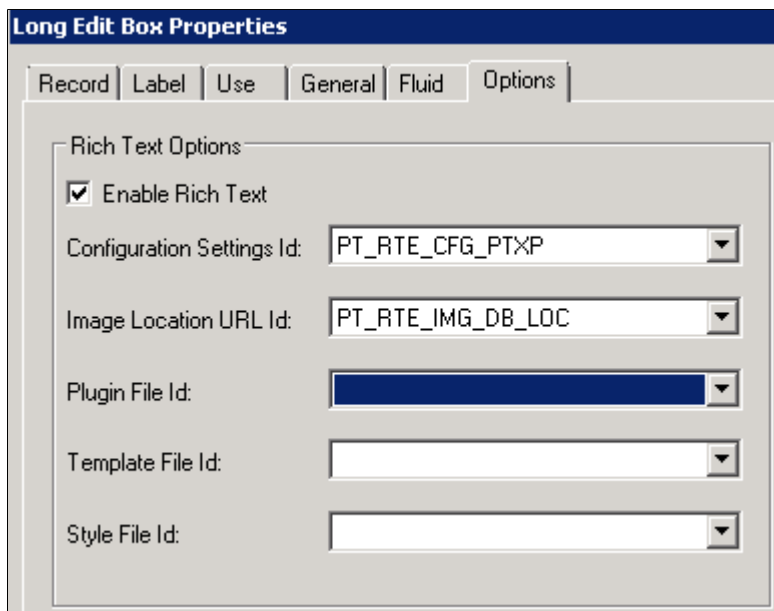 Long Edit Box Properties
Record Label Use General Fluid Options
Rich Text Options
Enable Rich Text
Configuration Settings Id: PT_RTE_CFG_PTXP
Image Location URL Id: PT_RTE_IMG_DB_LOC
Plugin File Id:
Template File Id:
Style File Id: